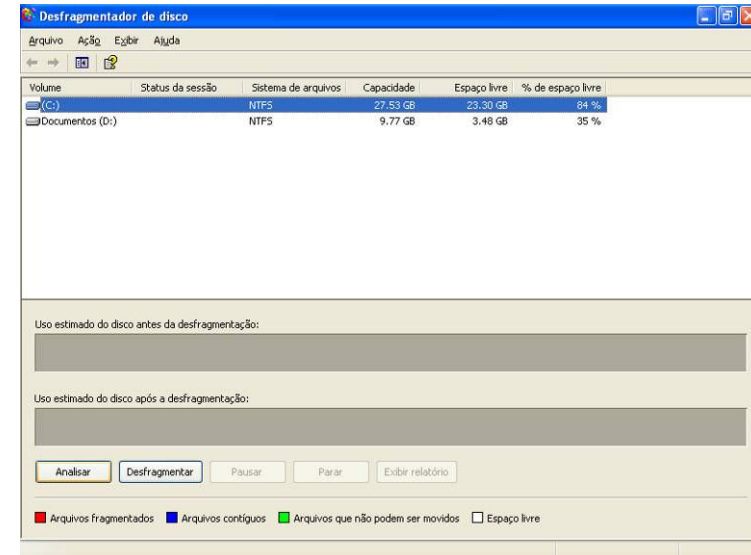 Desfragmentador de disco
Arquivo Ação Exibir Ajuda
Volume Status da sessão Sistema de arquivos Capacidade Espaço livre % de espaço livre
(C:) NTFS 27.53 GB 23.30 GB 84 %
Documentos (D:) NTFS 9.77 GB 3.48 GB 35 %
Uso estimado do disco antes da desfragmentação:
Uso estimado do disco após a desfragmentação:
Analisar Desfragmentar Pausar Parar Exibir relatório
Arquivos fragmentados Arquivos contíguos Arquivos que não podem ser movidos Espaço livre